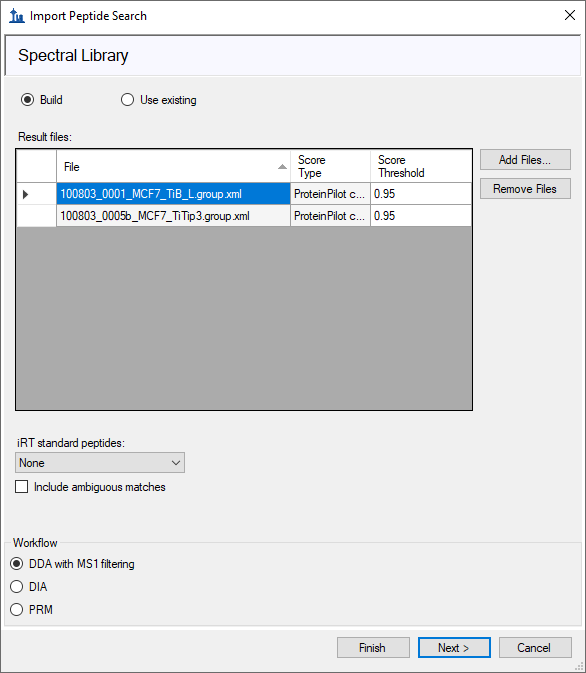 Import Peptide Search
Spectral Library
Build
Use existing
Result files:
File
Score Type
Score Threshold
Add Files...
100803_0001_MCF7_TiB_L.group.xml
ProteinPilot c...
0.95
Remove Files
100803_0005b_MCF7_TiTip3.group.xml
ProteinPilot c...
0.95
iRT standard peptides:
None
Include ambiguous matches
Workflow
DDA with MS1 filtering
DIA
PRM
Finish
Next >
Cancel